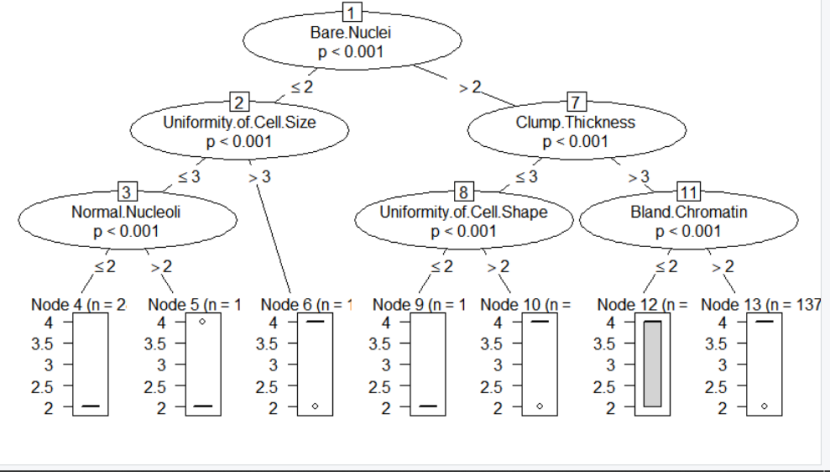 1
Bare.Nuclei
p < 0.001
≤ 2
> 2
2
Uniformity.of.Cell.Size
p < 0.001
7
Clump.Thickness
p < 0.001
≤ 3
> 3
≤ 3
> 3
3
Normal.Nucleoli
p < 0.001
8
Uniformity.of.Cell.Shape
p < 0.001
11
Bland.Chromatin
p < 0.001
≤ 2
> 2
≤ 2
> 2
≤ 2
> 2
Node 4 (n = 2
4
3.5
3
2.5
2
Node 5 (n = 1
4
3.5
3
2.5
2
Node 6 (n = 1
4
3.5
3
2.5
2
Node 9 (n = 1
4
3.5
3
2.5
2
Node 10 (n =
4
3.5
3
2.5
2
Node 12 (n =
4
3.5
3
2.5
2
Node 13 (n = 137
4
3.5
3
2.5
2